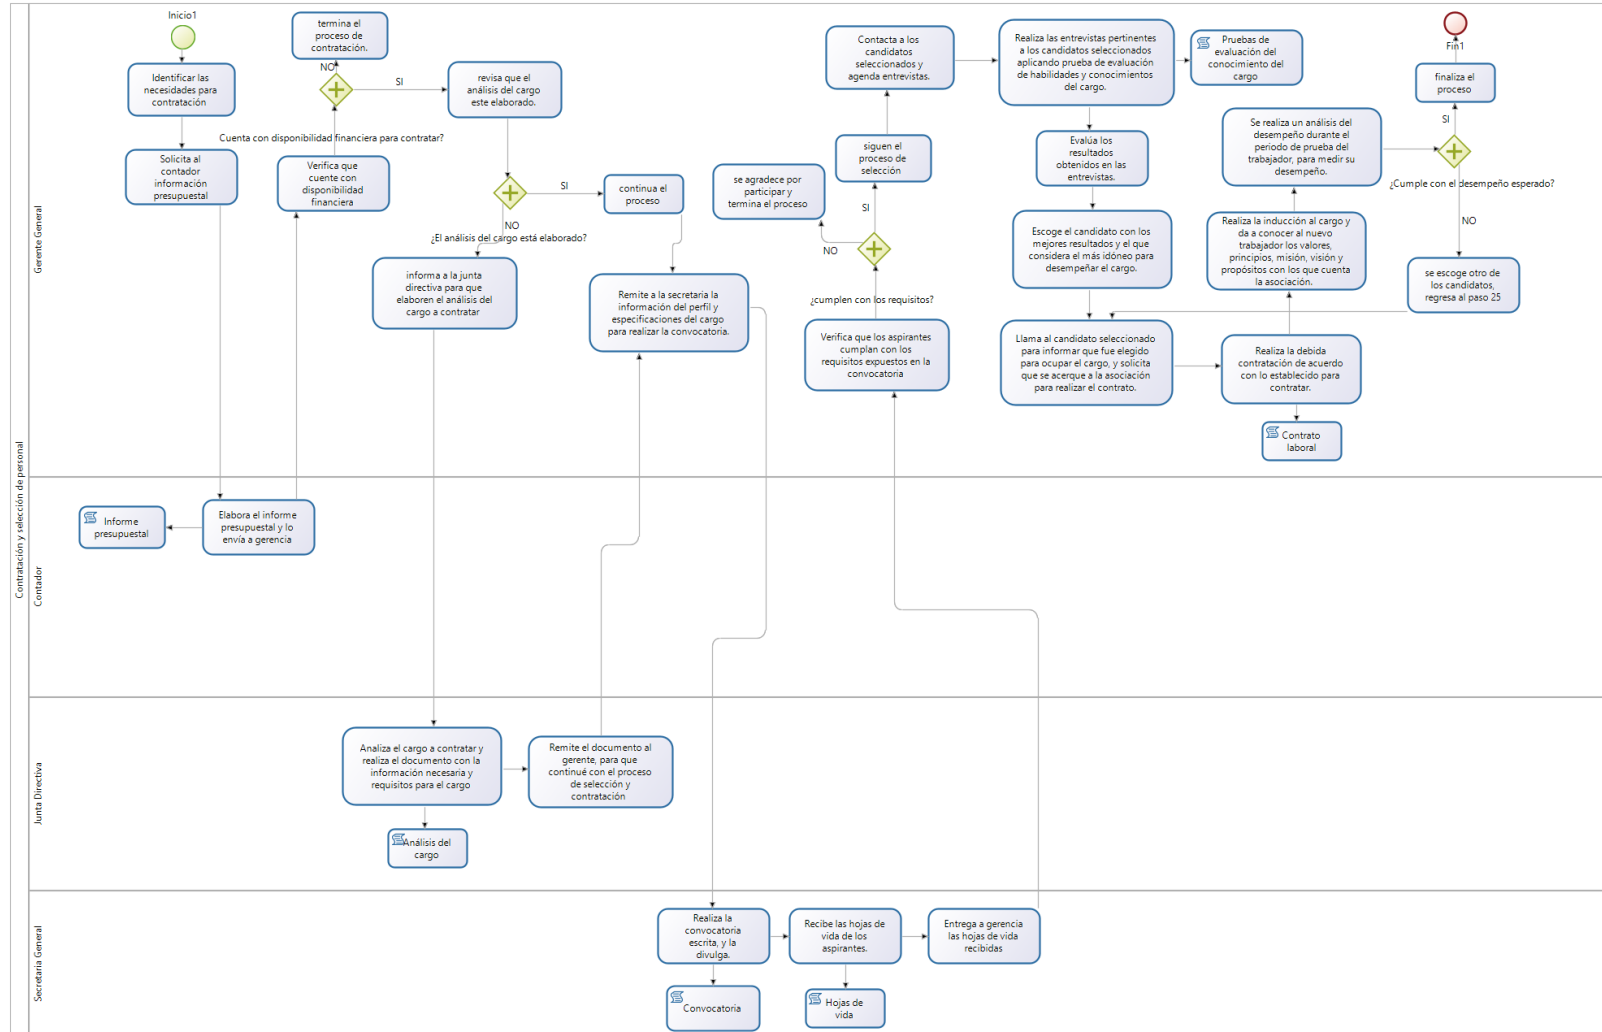 Contratación y selección de personal
Gerente General
Inicio1
Identificar las
necesidades para
contratación
Solicita al
contador
información
presupuestal
termina el
proceso de
contratación.
NO
SI
Cuenta con disponibilidad financiera para contratar?
Verifica que
cuente con
disponibilidad
financiera
revisa que el
análisis del cargo
este elaborado.
SI
NO
¿El análisis del cargo está elaborado?
continua el
proceso
informa a la junta
directiva para que
elaboren el análisis del
cargo a contratar
Remite a la secretaria la
información del perfil y
especificaciones del cargo
para realizar la convocatoria.
Contacta a los
candidatos
seleccionados y
agenda entrevistas.
siguen el
proceso de
selección
se agradece por
participar y
termina el proceso
SI
NO
¿cumplen con los requisitos?
Verifica que los aspirantes
cumplan con los
requisitos expuestos en la
convocatoria
Realiza las entrevistas pertinentes
a los candidatos seleccionados
aplicando prueba de evaluación
de habilidades y conocimientos
del cargo.
Pruebas de
evaluación del
conocimiento del
cargo
Evalúa los
resultados
obtenidos en las
entrevistas.
Escoge el candidato con los
mejores resultados y el que
considera el más idóneo para
desempeñar el cargo.
Llama al candidato seleccionado
para informar que fue elegido
para ocupar el cargo, y solicita
que se acerque a la asociación
para realizar el contrato.
Realiza la debida
contratación de acuerdo
con lo establecido para
contratar.
Contrato
laboral
Realiza la inducción al cargo y
da a conocer al nuevo
trabajador los valores,
principios, misión, visión y
propósitos con los que cuenta
la asociación.
Se realiza un análisis del
desempeño durante el
periodo de prueba del
trabajador, para medir su
desempeño.
Fin1
finaliza el
proceso
SI
¿Cumple con el desempeño esperado?
NO
se escoge otro de
los candidatos,
regresa al paso 25
Contador
Informe
presupuestal
Elabora el informe
presupuestal y lo
envía a gerencia
Junta Directiva
Analiza el cargo a contratar y
realiza el documento con la
información necesaria y
requisitos para el cargo
Remite el documento al
gerente, para que
continué con el proceso
de selección y
contratación
Análisis del
cargo
Secretaria General
Realiza la
convocatoria
escrita, y la
divulga.
Recibe las hojas de
vida de los
aspirantes.
Entrega a gerencia
las hojas de vida
recibidas
Convocatoria
Hojas de
vida